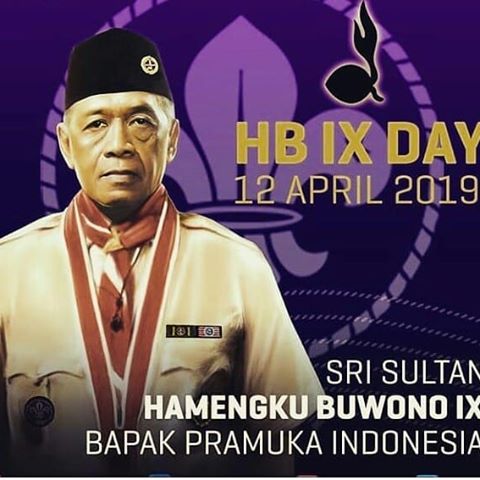 HB IX DAY
12 APRIL 2019
SRI SULTAN
HAMENGKU BUWONO IX
BAPAK PRAMUKA INDONESIA